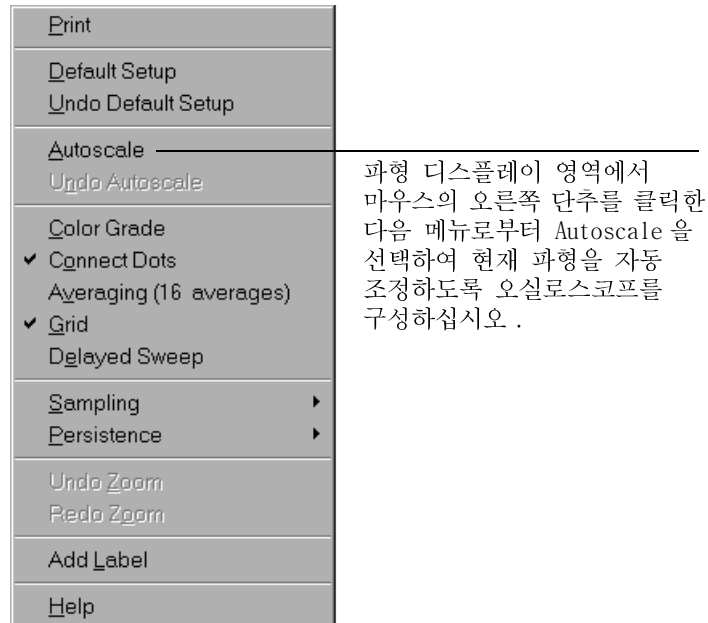 Print
Default Setup
Undo Default Setup
Autoscale
Undo Autoscale
Color Grade
✔ Connect Dots
Averaging (16 averages)
✔ Grid
Delayed Sweep
Sampling
Persistence
Undo Zoom
Redo Zoom
Add Label
Help
파형 디스플레이 영역에서
마우스의 오른쪽 단추를 클릭한
다음 메뉴로부터 Autoscale 을
선택하여 현재 파형을 자동
조정하도록 오실로스코프를
구성하십시오 .